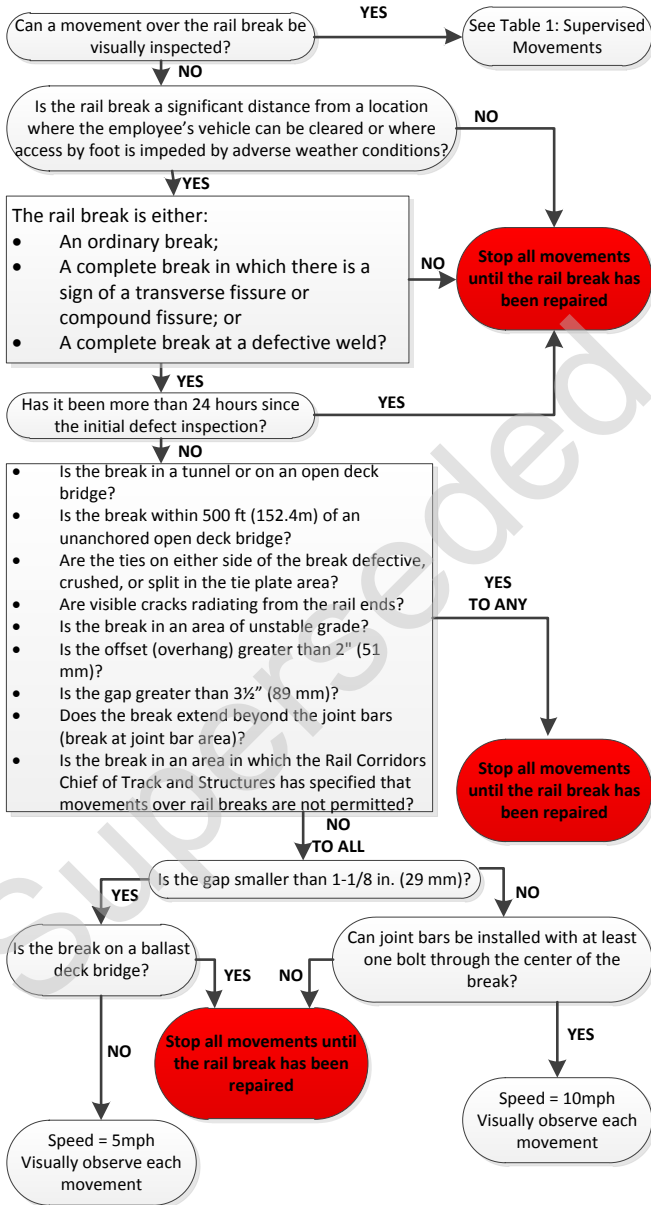 Can a movement over the rail break be
visually inspected?
YES
See Table 1: Supervised
Movements
NO
Is the rail break a significant distance from a location
where the employee’s vehicle can be cleared or where
access by foot is impeded by adverse weather conditions?
NO
YES
The rail break is either:
• An ordinary break;
• A complete break in which there is a
sign of a transverse fissure or
compound fissure; or
• A complete break at a defective weld?
NO
Stop all movements
until the rail break has
been repaired
YES
Has it been more than 24 hours since
the initial defect inspection?
YES
NO
• Is the break in a tunnel or on an open deck
bridge?
• Is the break within 500 ft (152.4m) of an
unanchored open deck bridge?
• Are the ties on either side of the break defective,
crushed, or split in the tie plate area?
• Are visible cracks radiating from the rail ends?
• Is the break in an area of unstable grade?
• Is the offset (overhang) greater than 2" (51
mm)?
• Is the gap greater than 3½” (89 mm)?
• Does the break extend beyond the joint bars
(break at joint bar area)?
• Is the break in an area in which the Rail Corridors
Chief of Track and Structures has specified that
movements over rail breaks are not permitted?
YES
TO ANY
Stop all movements
until the rail break has
been repaired
NO
TO ALL
Is the gap smaller than 1-1/8 in. (29 mm)?
YES
NO
Is the break on a ballast
deck bridge?
Can joint bars be installed with at least
one bolt through the center of the
break?
YES
NO
Stop all movements until
the rail break has been
repaired
NO
YES
Speed = 5mph
Visually observe each
movement
Speed = 10mph
Visually observe each
movement
Superseded